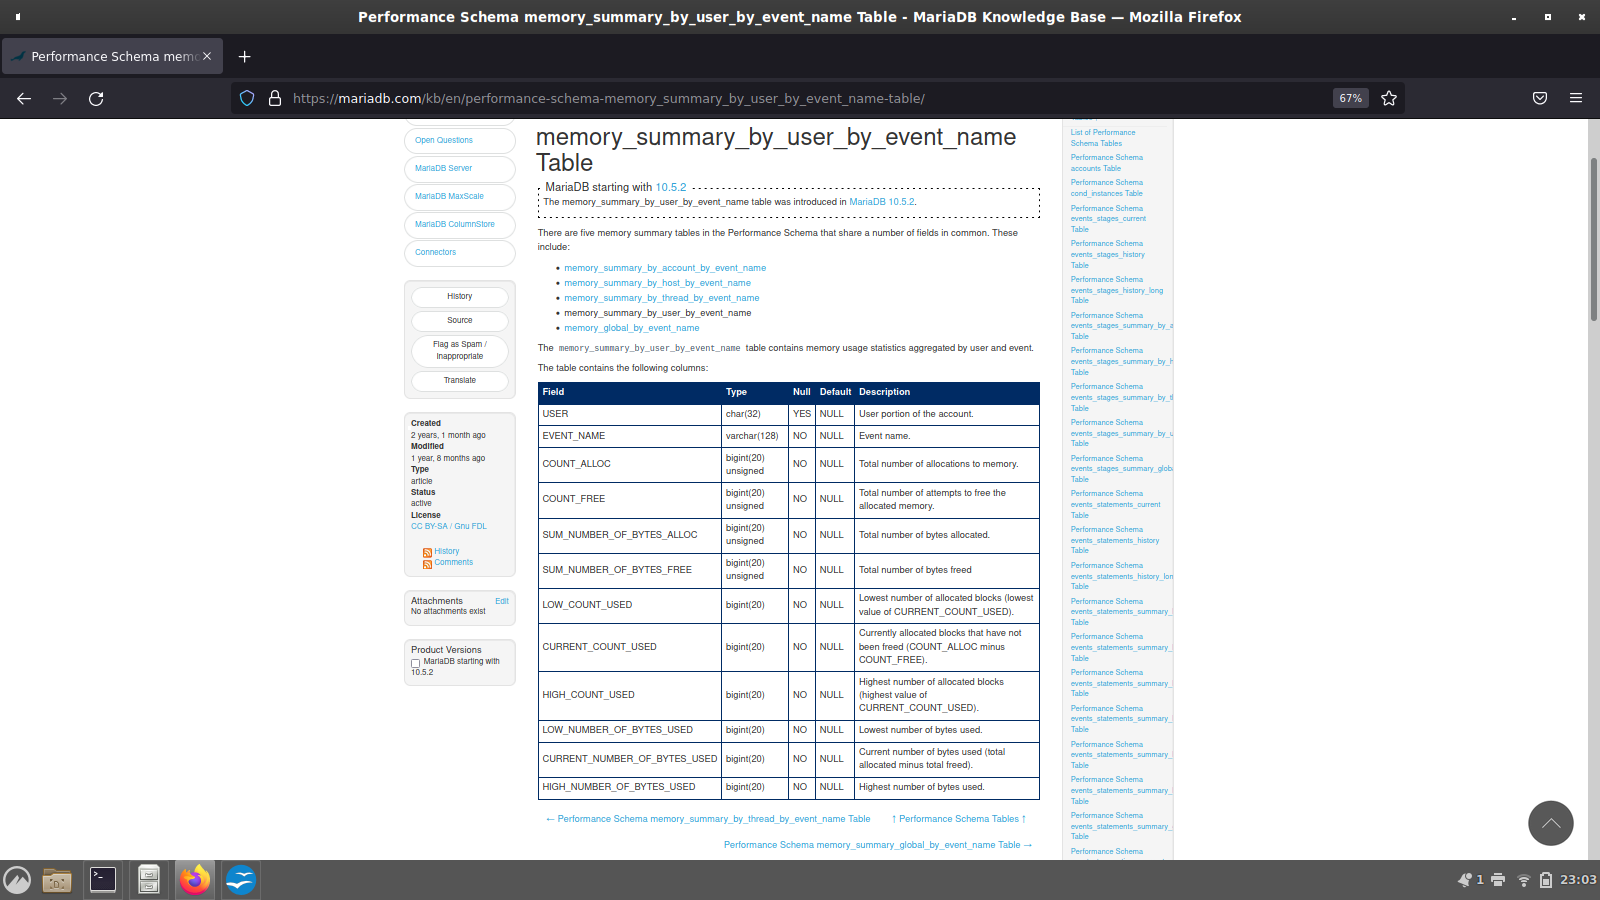 Performance Schema memory_summary_by_user_by_event_name Table - MariaDB Knowledge Base — Mozilla Firefox
Performance Schema mem
https://mariadb.com/kb/en/performance-schema-memory_summary_by_user_by_event_name-table/
67%
Open Questions
MariaDB Server
MariaDB MaxScale
MariaDB ColumnStore
Connectors
History
Source
Flag as Spam /
Inappropriate
Translate
Created
2 years, 1 month ago
Modified
1 year, 8 months ago
Type
article
Status
active
License
CC BY-SA / Gnu FDL
History
Comments
Attachments Edit
No attachments exist
Product Versions
MariaDB starting with
10.5.2
memory_summary_by_user_by_event_name
Table
MariaDB starting with 10.5.2
The memory_summary_by_user_by_event_name table was introduced in MariaDB 10.5.2.
There are five memory summary tables in the Performance Schema that share a number of fields in common. These
include:
• memory_summary_by_account_by_event_name
• memory_summary_by_host_by_event_name
• memory_summary_by_thread_by_event_name
• memory_summary_by_user_by_event_name
• memory_global_by_event_name
The memory_summary_by_user_by_event_name table contains memory usage statistics aggregated by user and event.
The table contains the following columns:
Field Type Null Default Description
USER char(32) YES NULL User portion of the account.
EVENT_NAME varchar(128) NO NULL Event name.
COUNT_ALLOC bigint(20) unsigned NO NULL Total number of allocations to memory.
COUNT_FREE bigint(20) unsigned NO NULL Total number of attempts to free the allocated memory.
SUM_NUMBER_OF_BYTES_ALLOC bigint(20) unsigned NO NULL Total number of bytes allocated.
SUM_NUMBER_OF_BYTES_FREE bigint(20) unsigned NO NULL Total number of bytes freed
LOW_COUNT_USED bigint(20) NO NULL Lowest number of allocated blocks (lowest value of CURRENT_COUNT_USED).
CURRENT_COUNT_USED bigint(20) NO NULL Currently allocated blocks that have not been freed (COUNT_ALLOC minus COUNT_FREE).
HIGH_COUNT_USED bigint(20) NO NULL Highest number of allocated blocks (highest value of CURRENT_COUNT_USED).
LOW_NUMBER_OF_BYTES_USED bigint(20) NO NULL Lowest number of bytes used.
CURRENT_NUMBER_OF_BYTES_USED bigint(20) NO NULL Current number of bytes used (total allocated minus total freed).
HIGH_NUMBER_OF_BYTES_USED bigint(20) NO NULL Highest number of bytes used.
← Performance Schema memory_summary_by_thread_by_event_name Table ↑ Performance Schema Tables ↑
Performance Schema memory_summary_global_by_event_name Table →
List of Performance
Schema Tables
Performance Schema
accounts Table
Performance Schema
cond_instances Table
Performance Schema
events_stages_current
Table
Performance Schema
events_stages_history
Table
Performance Schema
events_stages_history_long
Table
Performance Schema
events_stages_summary_by_a
Table
Performance Schema
events_stages_summary_by_h
Table
Performance Schema
events_stages_summary_by_t
Table
Performance Schema
events_stages_summary_by_u
Table
Performance Schema
events_stages_summary_glob
Table
Performance Schema
events_statements_current
Table
Performance Schema
events_statements_history
Table
Performance Schema
events_statements_history_lon
Table
Performance Schema
events_statements_summary_
Table
Performance Schema
events_statements_summary_
Table
Performance Schema
events_statements_summary_
Table
Performance Schema
events_statements_summary_
Table
Performance Schema
events_statements_summary_
Table
Performance Schema
events_statements_summary_
Table
Performance Schema
events_statements_summary_
Table
Performance Schema
1
23:03